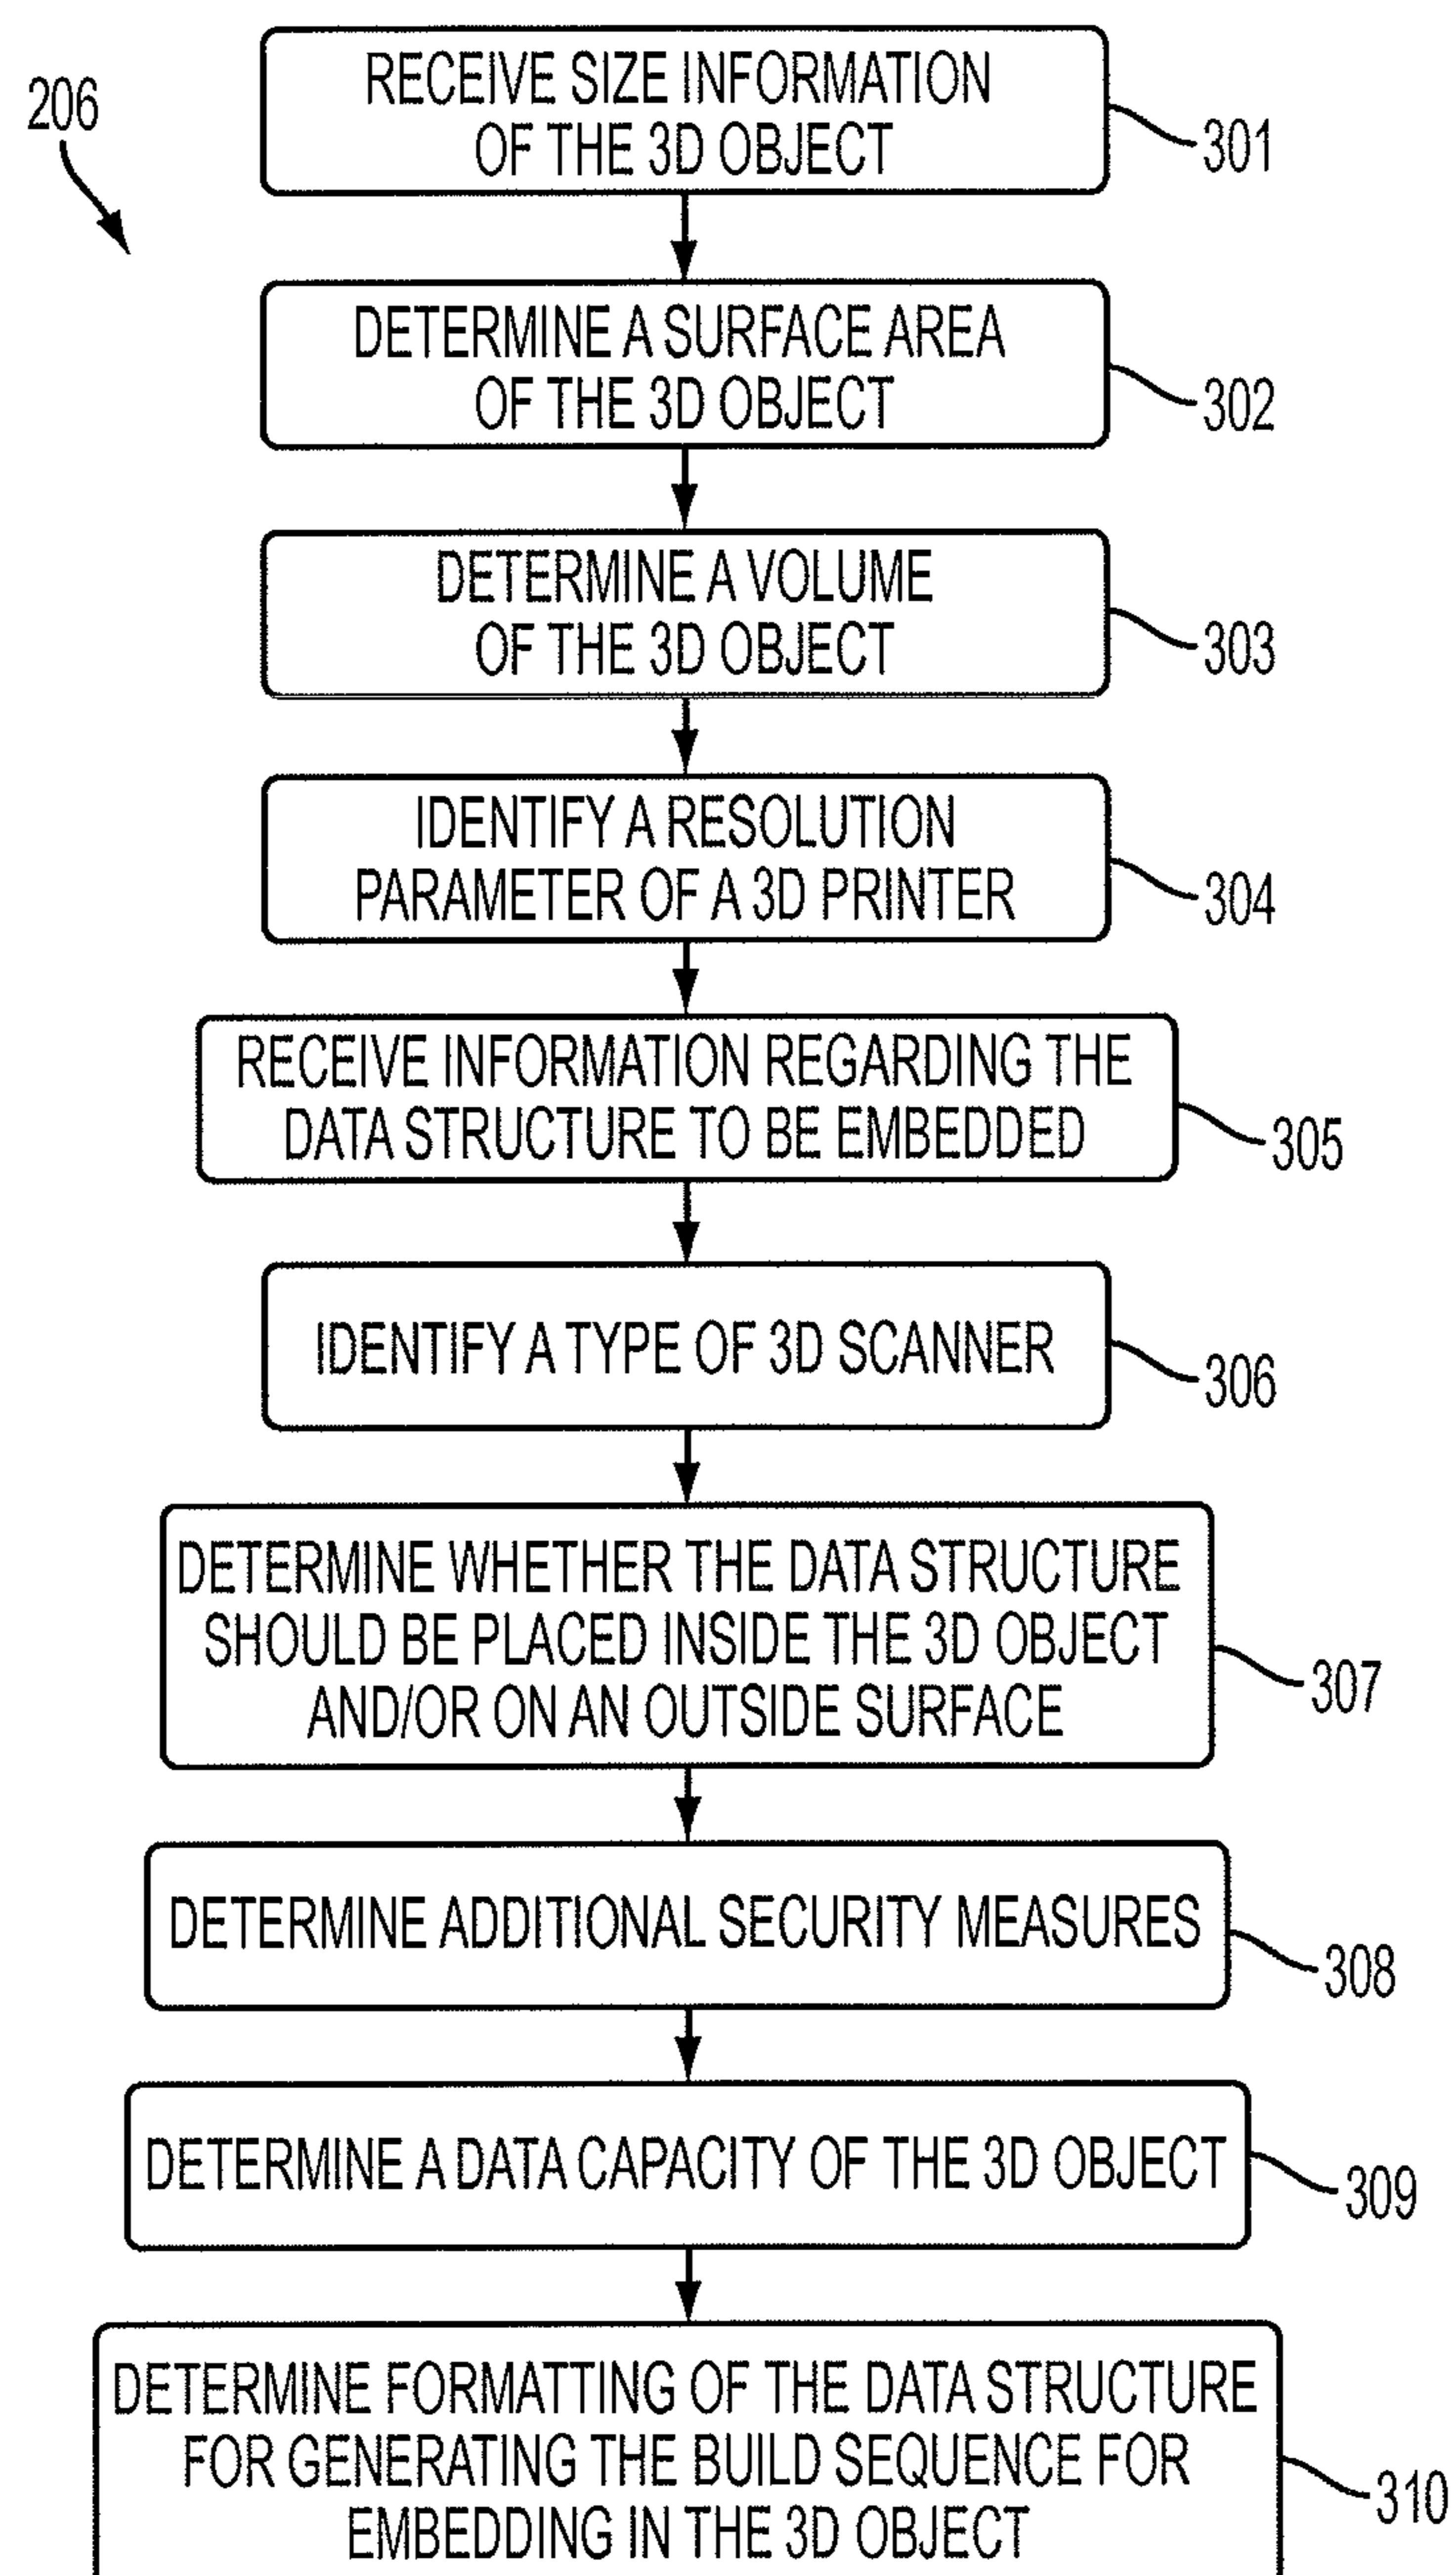 206
RECEIVE SIZE INFORMATION
OF THE 3D OBJECT
301
DETERMINE A SURFACE AREA
OF THE 3D OBJECT
302
DETERMINE A VOLUME
OF THE 3D OBJECT
303
IDENTIFY A RESOLUTION
PARAMETER OF A 3D PRINTER
304
RECEIVE INFORMATION REGARDING THE
DATA STRUCTURE TO BE EMBEDDED
305
IDENTIFY A TYPE OF 3D SCANNER
306
DETERMINE WHETHER THE DATA STRUCTURE
SHOULD BE PLACED INSIDE THE 3D OBJECT
AND/OR ON AN OUTSIDE SURFACE
307
DETERMINE ADDITIONAL SECURITY MEASURES
308
DETERMINE A DATA CAPACITY OF THE 3D OBJECT
309
DETERMINE FORMATTING OF THE DATA STRUCTURE
FOR GENERATING THE BUILD SEQUENCE FOR
EMBEDDING IN THE 3D OBJECT
310